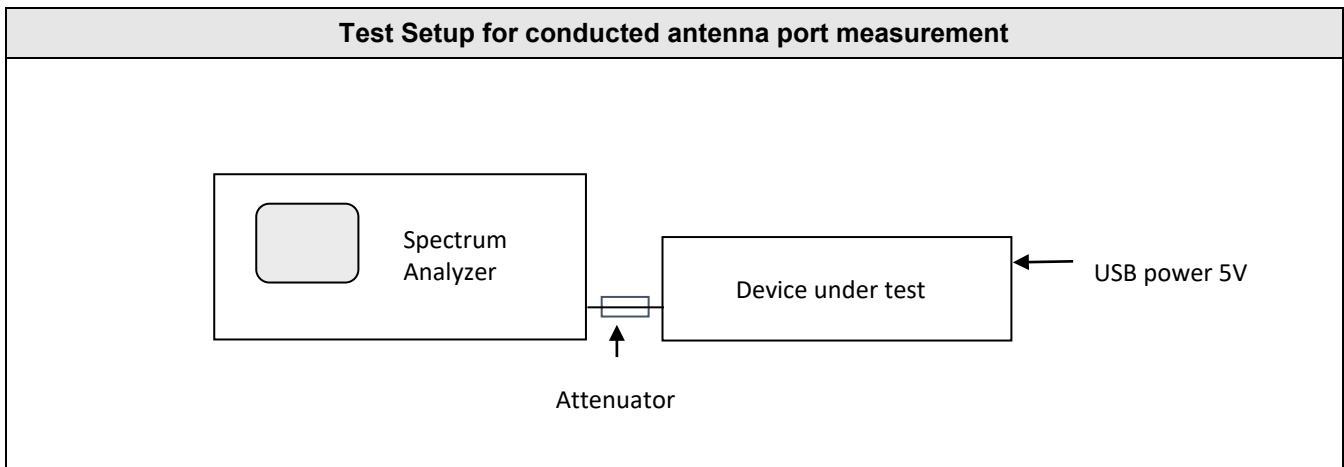 Test Setup for conducted antenna port measurement
Spectrum
Analyzer
Device under test
USB power 5V
Attenuator